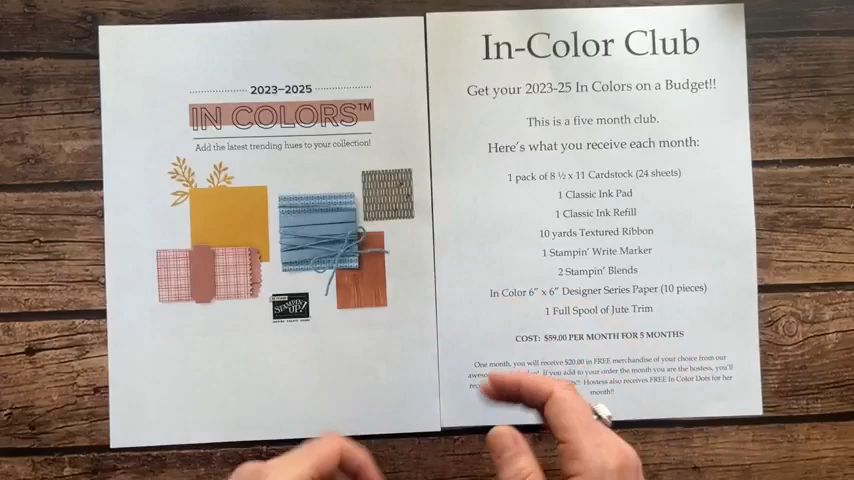 2023–2025
IN COLORS™
Add the latest trending hues to your collection!
STAMPIN' UP!
In-Color Club
Get your 2023-25 In Colors on a Budget!!
This is a five month club.
Here's what you receive each month:
1 pack of 8 ½ x 11 Cardstock (24 sheets)
1 Classic Ink Pad
1 Classic Ink Refill
10 yards Textured Ribbon
1 Stampin' Write Marker
2 Stampin' Blends
In Color 6" x 6" Designer Series Paper (10 pieces)
1 Full Spool of Jute Trim
COST: $59.00 PER MONTH FOR 5 MONTHS
One month, you will receive $20.00 in FREE merchandise of your choice from our
If you add to your order the month you are the hostess, you'll
Hostess also receives FREE In Color Dots for her
month!!